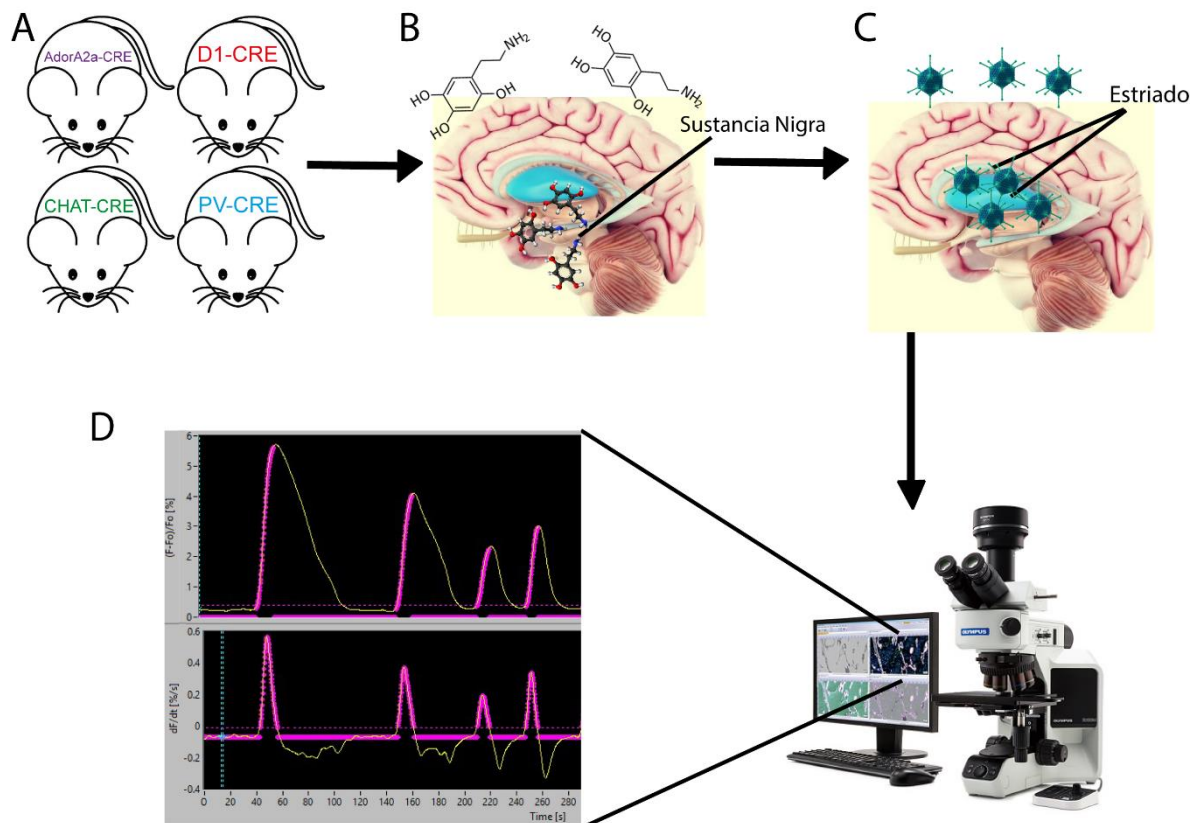 A
AdorA2a-CRE
D1-CRE
CHAT-CRE
PV-CRE
B
HO
HO
OH
NH2
HO
HO
OH
NH2
Sustancia Nigra
C
Estriado
D
(F-Fo)/Fo [%]
6
5
4
3
2
1
0
dF/dt [%/s]
0.6
0.4
0.2
0
-0.2
-0.4
0 20 40 60 80 100 120 140 160 180 200 220 240 260 280
Time [s]
OLYMPUS
OLYMPUS